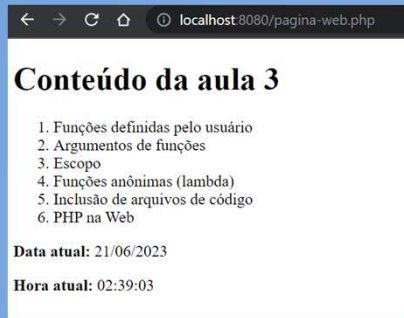 localhost:8080/pagina-web.php
Conteúdo da aula 3
1. Funções definidas pelo usuário
2. Argumentos de funções
3. Escopo
4. Funções anônimas (lambda)
5. Inclusão de arquivos de código
6. PHP na Web
Data atual: 21/06/2023
Hora atual: 02:39:03